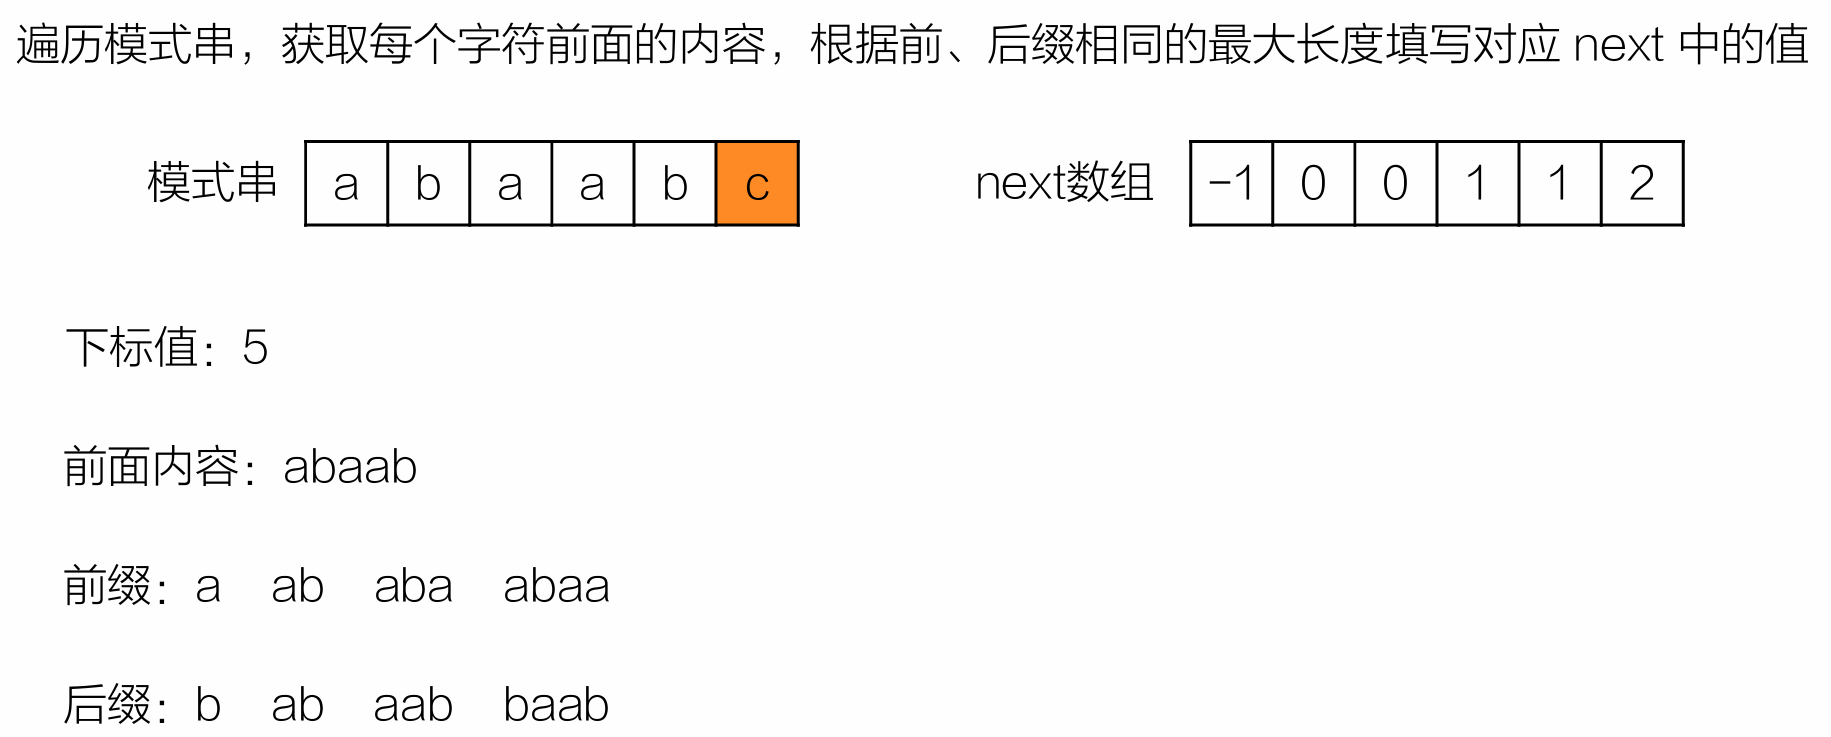 遍历模式串，获取每个字符前面的内容，根据前、后缀相同的最大长度填写对应 next 中的值
模式串 a b a a b c next数组 -1 0 0 1 1 2
下标值：5
前面内容：abaab
前缀：a ab aba abaa
后缀：b ab aab baab